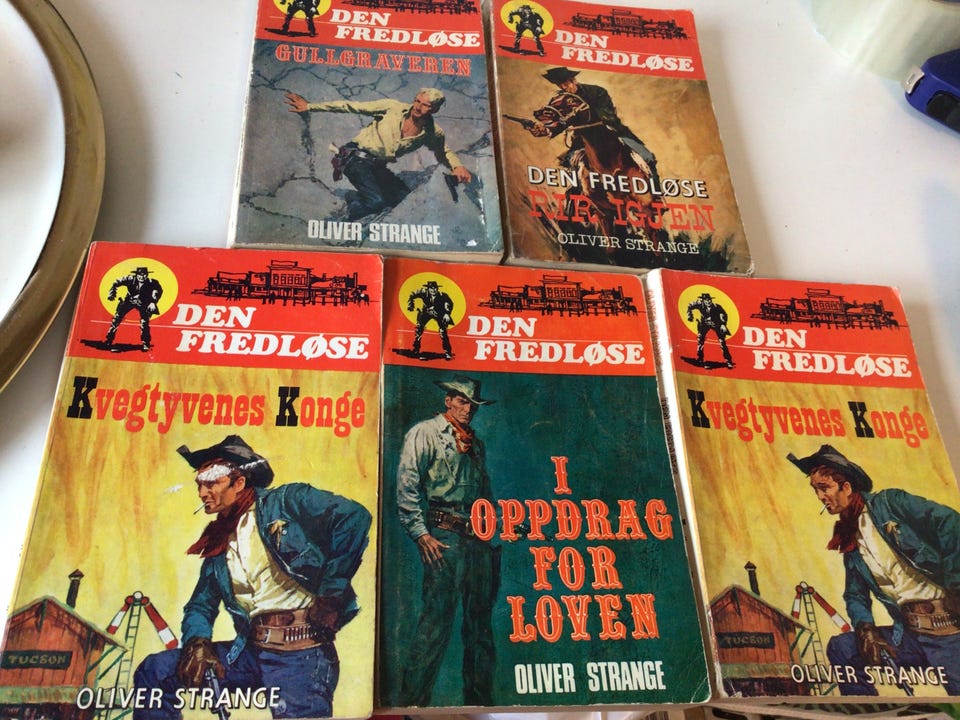 DEN
FREDLØSE
GULLGRAVEREN
OLIVER STRANGE
DEN
FREDLØSE
DEN FREDLØSE
RIR IGJEN
OLIVER STRANGE
DEN
FREDLØSE
Kvegtyvenes Konge
TUCSON
OLIVER STRANGE
DEN
FREDLØSE
I
OPPDRAG
FOR
LOVEN
OLIVER STRANGE
DEN
FREDLØSE
Kvegtyvenes Konge
TUCSON
OLIVER STRANGE